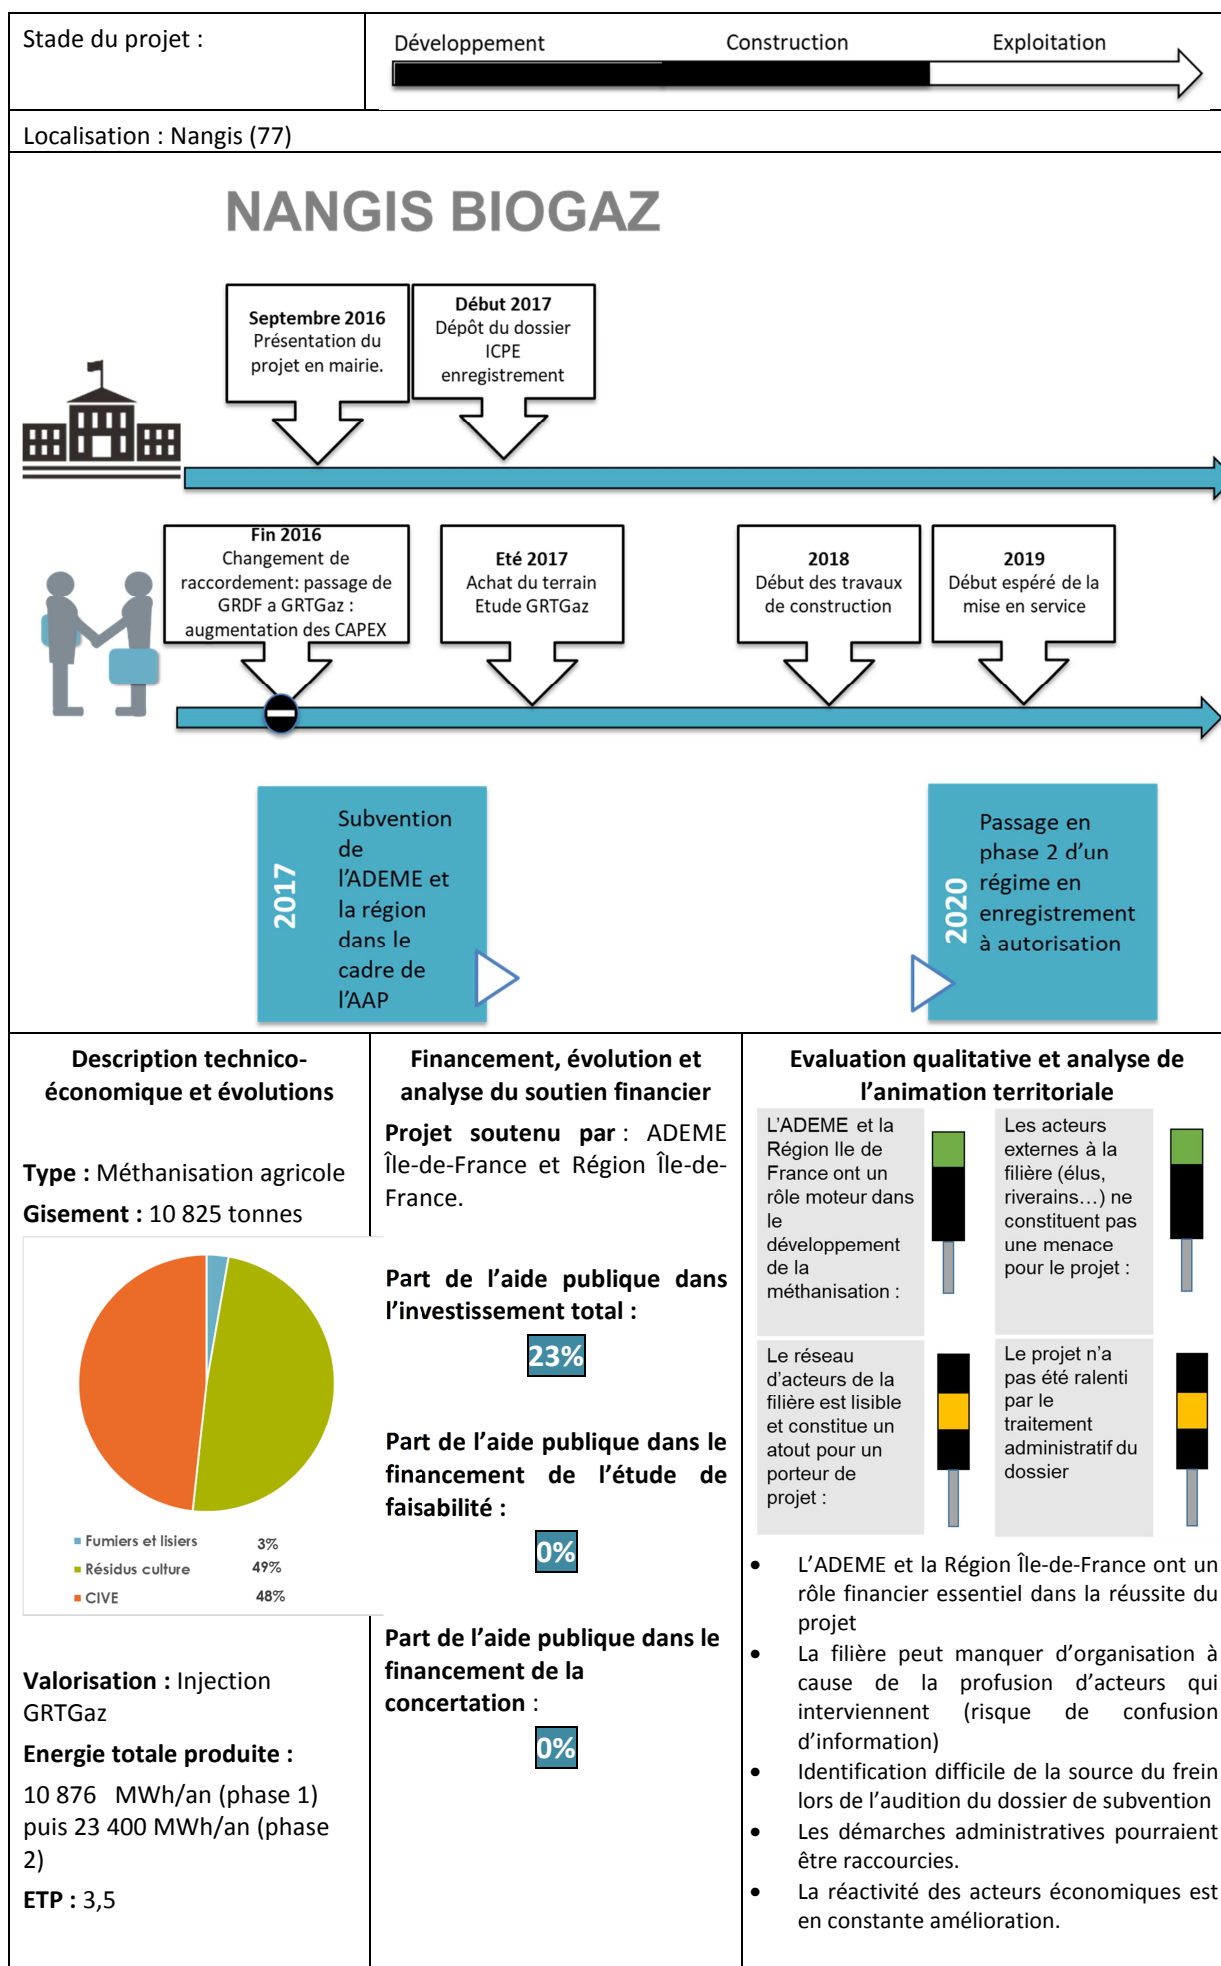 Stade du projet :
Développement
Construction
Exploitation
Localisation : Nangis (77)
NANGIS BIOGAZ
Septembre 2016
Présentation du
projet en mairie.
Début 2017
Dépôt du dossier
ICPE
enregistrement
Fin 2016
Changement de
raccordement: passage de
GRDF a GRTGaz :
augmentation des CAPEX
Eté 2017
Achat du terrain
Etude GRTGaz
2018
Début des travaux
de construction
2019
Début espéré de la
mise en service
2017
Subvention
de
l'ADEME et
la région
dans le
cadre de
l'AAP
2020
Passage en
phase 2 d'un
régime en
enregistrement
à autorisation
Description technico-
économique et évolutions
Type : Méthanisation agricole
Gisement : 10 825 tonnes
Fumiers et lisiers 3%
Résidus culture 49%
CIVE 48%
Valorisation : Injection
GRTGaz
Energie totale produite :
10 876 MWh/an (phase 1)
puis 23 400 MWh/an (phase
2)
ETP : 3,5
Financement, évolution et
analyse du soutien financier
Projet soutenu par : ADEME
Île-de-France et Région Île-de-
France.
Part de l'aide publique dans
l'investissement total :
23%
Part de l'aide publique dans le
financement de l'étude de
faisabilité :
0%
Part de l'aide publique dans le
financement de la
concertation :
0%
Evaluation qualitative et analyse de
l'animation territoriale
L'ADEME et la
Région Ile de
France ont un
rôle moteur dans
le
développement
de la
méthanisation :
Les acteurs
externes à la
filière (élus,
riverains…) ne
constituent pas
une menace
pour le projet :
Le réseau
d'acteurs de la
filière est lisible
et constitue un
atout pour un
porteur de
projet :
Le projet n'a
pas été ralenti
par le
traitement
administratif du
dossier
• L'ADEME et la Région Île-de-France ont un
rôle financier essentiel dans la réussite du
projet
• La filière peut manquer d'organisation à
cause de la profusion d'acteurs qui
interviennent (risque de confusion
d'information)
• Identification difficile de la source du frein
lors de l'audition du dossier de subvention
• Les démarches administratives pourraient
être raccourcies.
• La réactivité des acteurs économiques est
en constante amélioration.